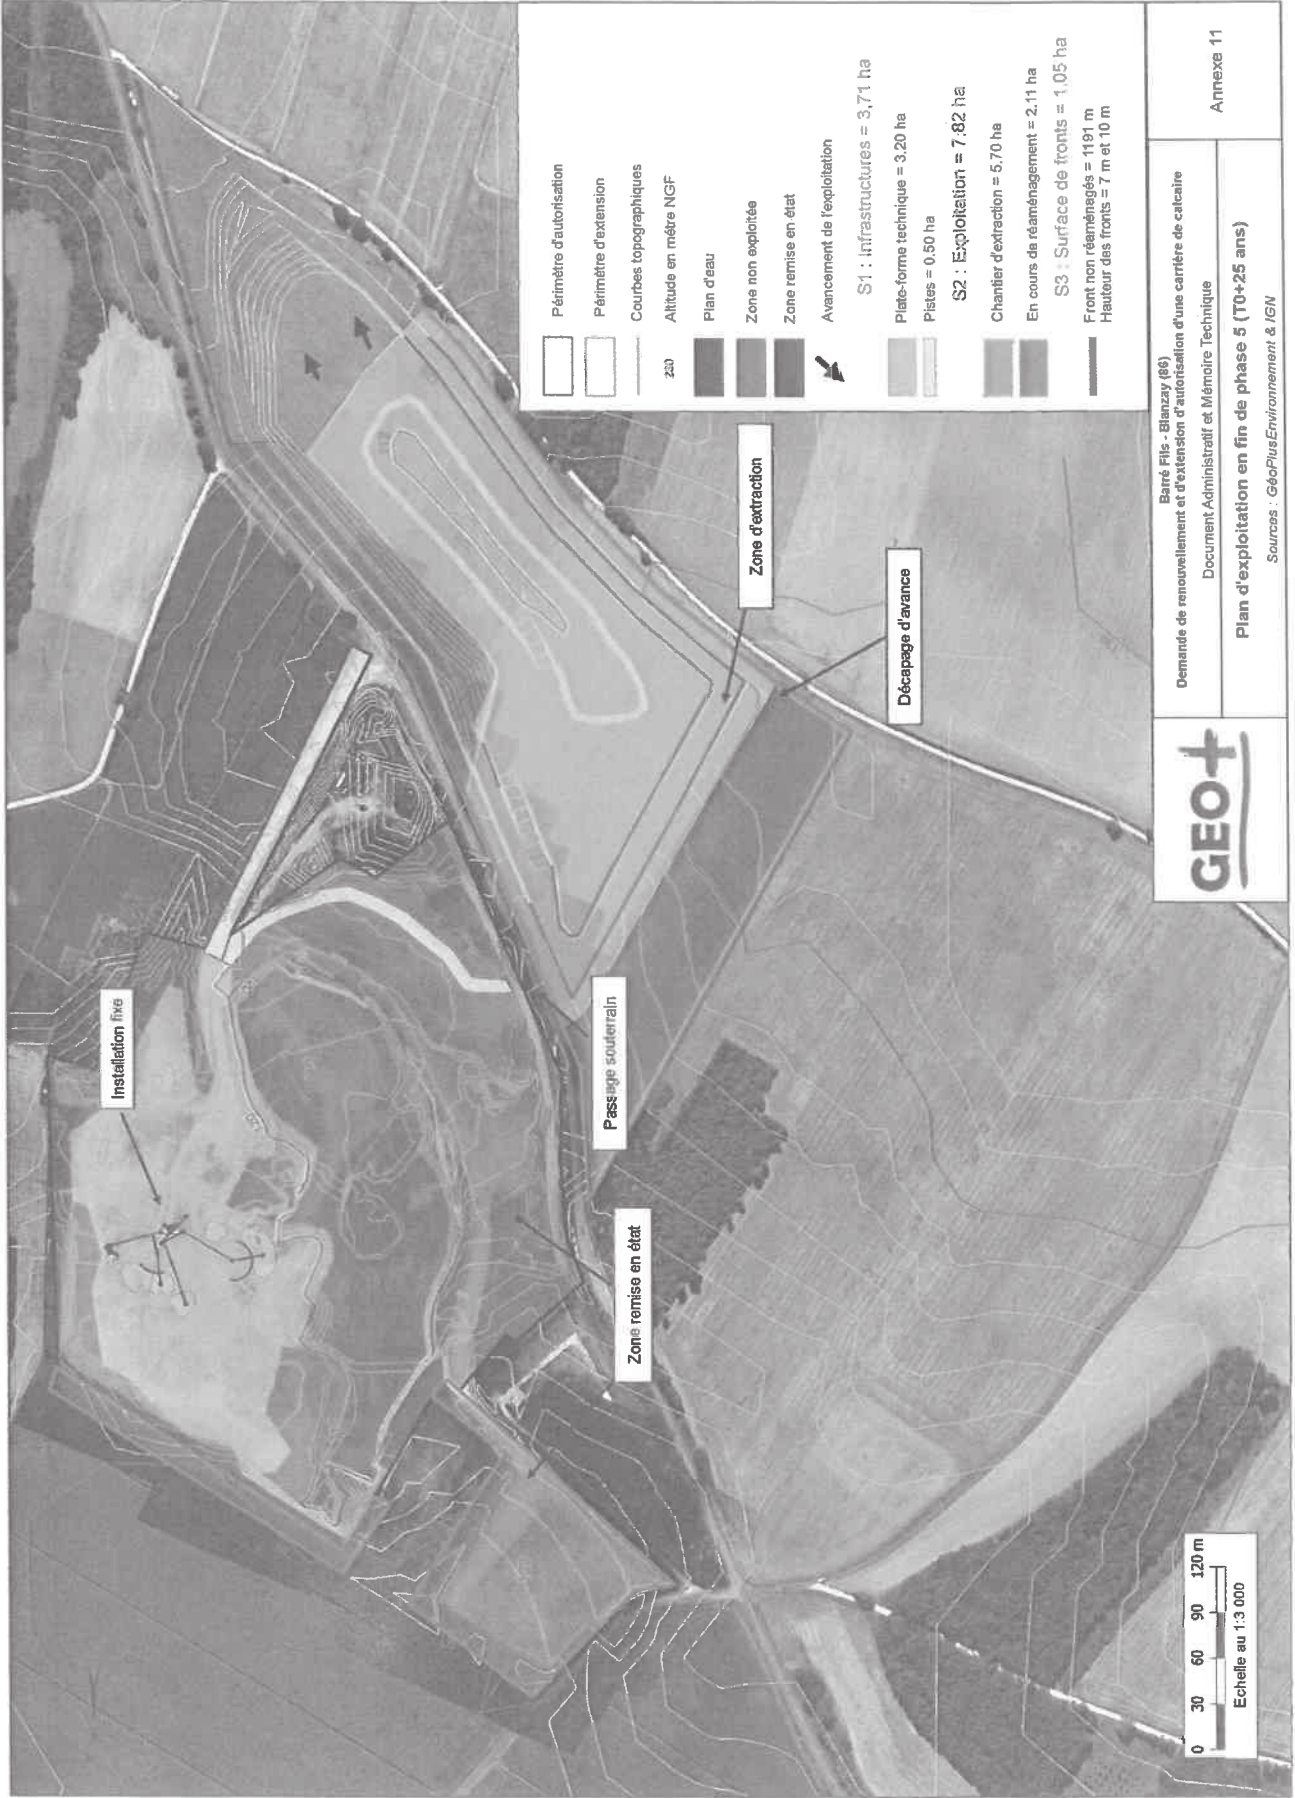 Installation fixe
Passage souterrain
Zone remise en état
Zone d'extraction
Décapage d'avance
Périmètre d'autorisation
Périmètre d'extension
Courbes topographiques
230 Altitude en métre NGF
Plan d'eau
Zone non exploitée
Zone remise en état
Avancement de l'exploitation
S1 : Infrastructures = 3,71 ha
Plate-forme technique = 3.20 ha
Pistes = 0.50 ha
S2 : Exploitation = 7.82 ha
Chantier d'extraction = 5.70 ha
En cours de réaménagement = 2.11 ha
S3 : Surface de fronts = 1,05 ha
Front non réaménagés = 1191 m
Hauteur des fronts = 7 m et 10 m
0 30 60 90 120 m
Echelle au 1:3 000
GEO+
Barré Fils - Blanzay (86)
Demande de renouvellement et d'extension d'autorisation d'une carrière de calcaire
Document Administratif et Mémoire Technique
Annexe 11
Plan d'exploitation en fin de phase 5 (T0+25 ans)
Sources : GéoPlusEnvironnement & IGN